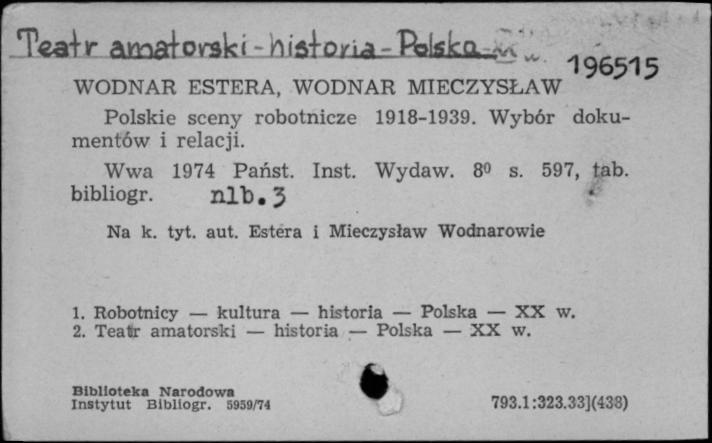 Teatr amatorski - historia - Polska - XX w.
196515
WODNAR ESTERA, WODNAR MIECZYSŁAW
Polskie sceny robotnicze 1918-1939. Wybór doku-
mentów i relacji.
Wwa 1974 Państ. Inst. Wydaw. 8⁰ s. 597, tab.
bibliogr. nlb. 3
Na k. tyt. aut. Estera i Mieczysław Wodnarowie
1. Robotnicy — kultura — historia — Polska — XX w.
2. Teatr amatorski — historia — Polska — XX w.
Biblioteka Narodowa
Instytut Bibliogr. 5959/74
793.1:323.33](438)